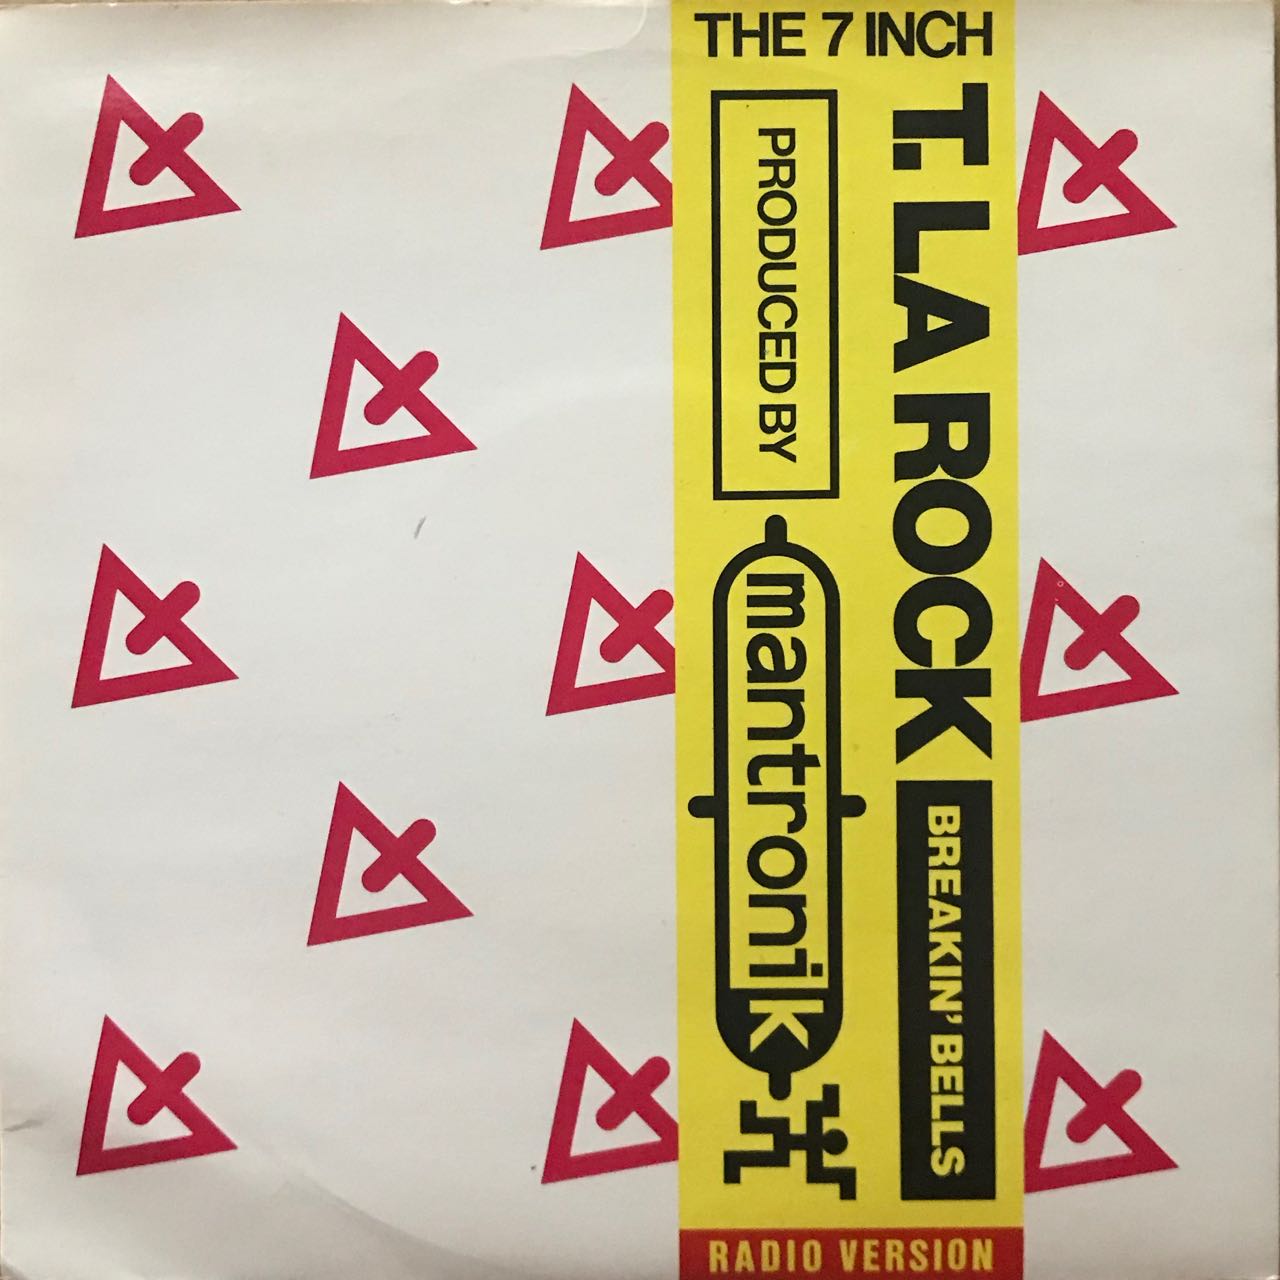 THE 7 INCH
T. LA ROCK
BREAKIN' BELLS
PRODUCED BY
mantronik
RADIO VERSION